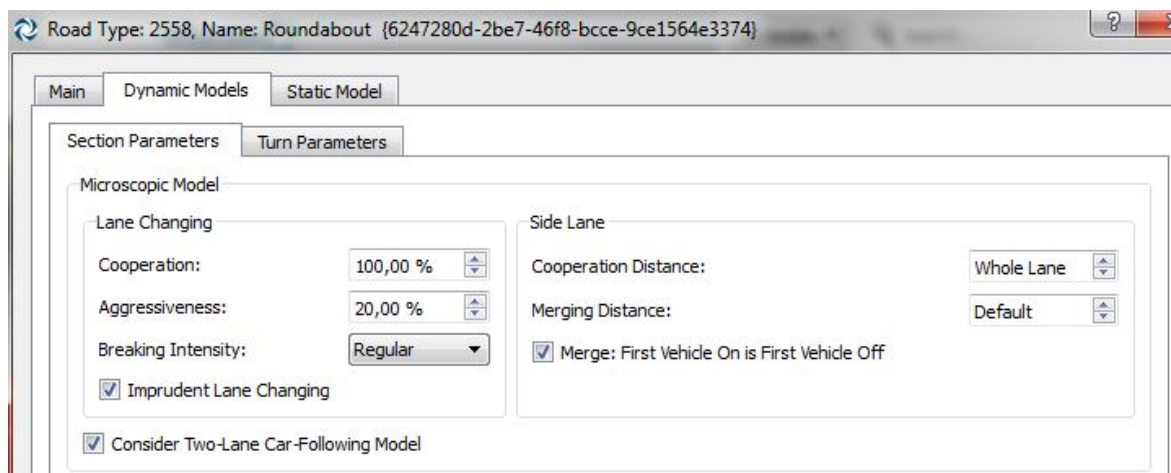 Road Type: 2558, Name: Roundabout {6247280d-2be7-46f8-bcce-9ce1564e3374}
Main Dynamic Models Static Model
Section Parameters Turn Parameters
Microscopic Model
Lane Changing
Cooperation: 100,00 %
Aggressiveness: 20,00 %
Breaking Intensity: Regular
Imprudent Lane Changing
Side Lane
Cooperation Distance: Whole Lane
Merging Distance: Default
Merge: First Vehicle On is First Vehicle Off
Consider Two-Lane Car-Following Model